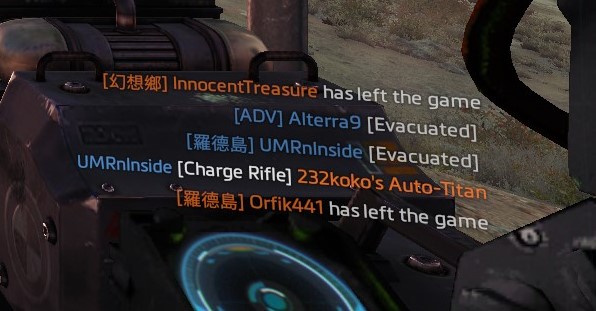 [幻想鄉] InnocentTreasure has left the game
[ADV] Alterra9 [Evacuated]
[羅德島] UMRnInside [Evacuated]
UMRnInside [Charge Rifle] 232koko's Auto-Titan
[羅德島] Orfik441 has left the game